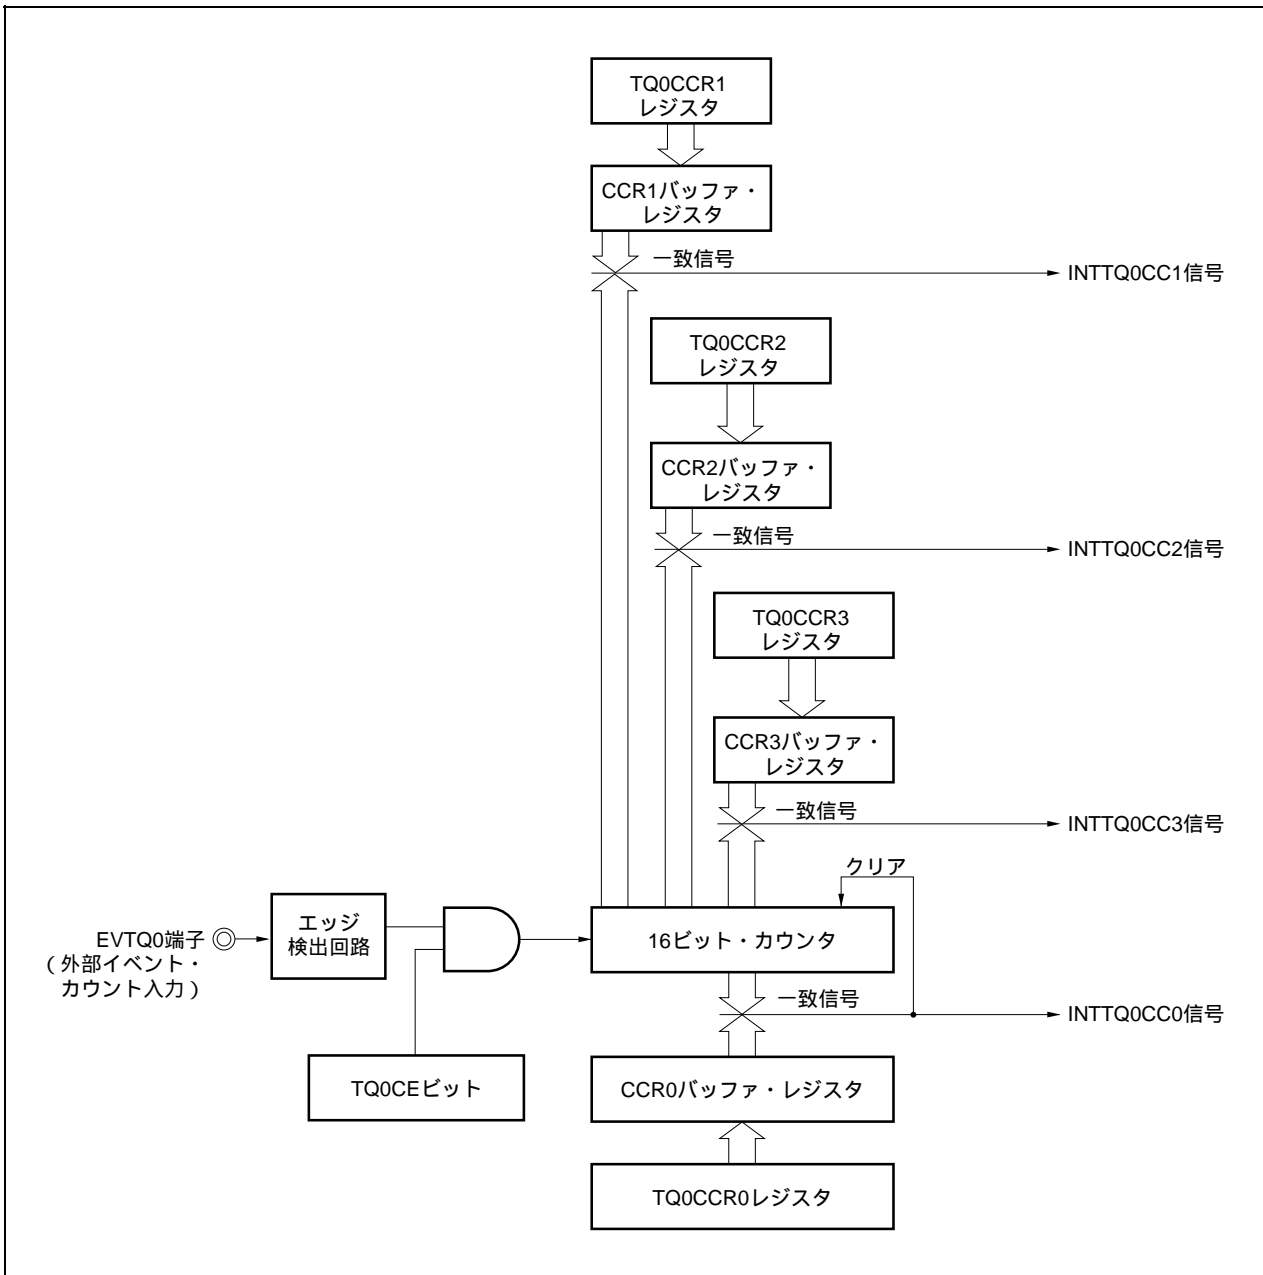 TQ0CCR1
レジスタ
CCR1バッファ・
レジスタ
一致信号
INTTQ0CC1信号
TQ0CCR2
レジスタ
CCR2バッファ・
レジスタ
一致信号
INTTQ0CC2信号
TQ0CCR3
レジスタ
CCR3バッファ・
レジスタ
一致信号
INTTQ0CC3信号
クリア
エッジ
検出回路
EVTQ0端子
(外部イベント・
カウント入力)
16ビット・カウンタ
一致信号
INTTQ0CC0信号
TQ0CEビット
CCR0バッファ・レジスタ
TQ0CCR0レジスタ